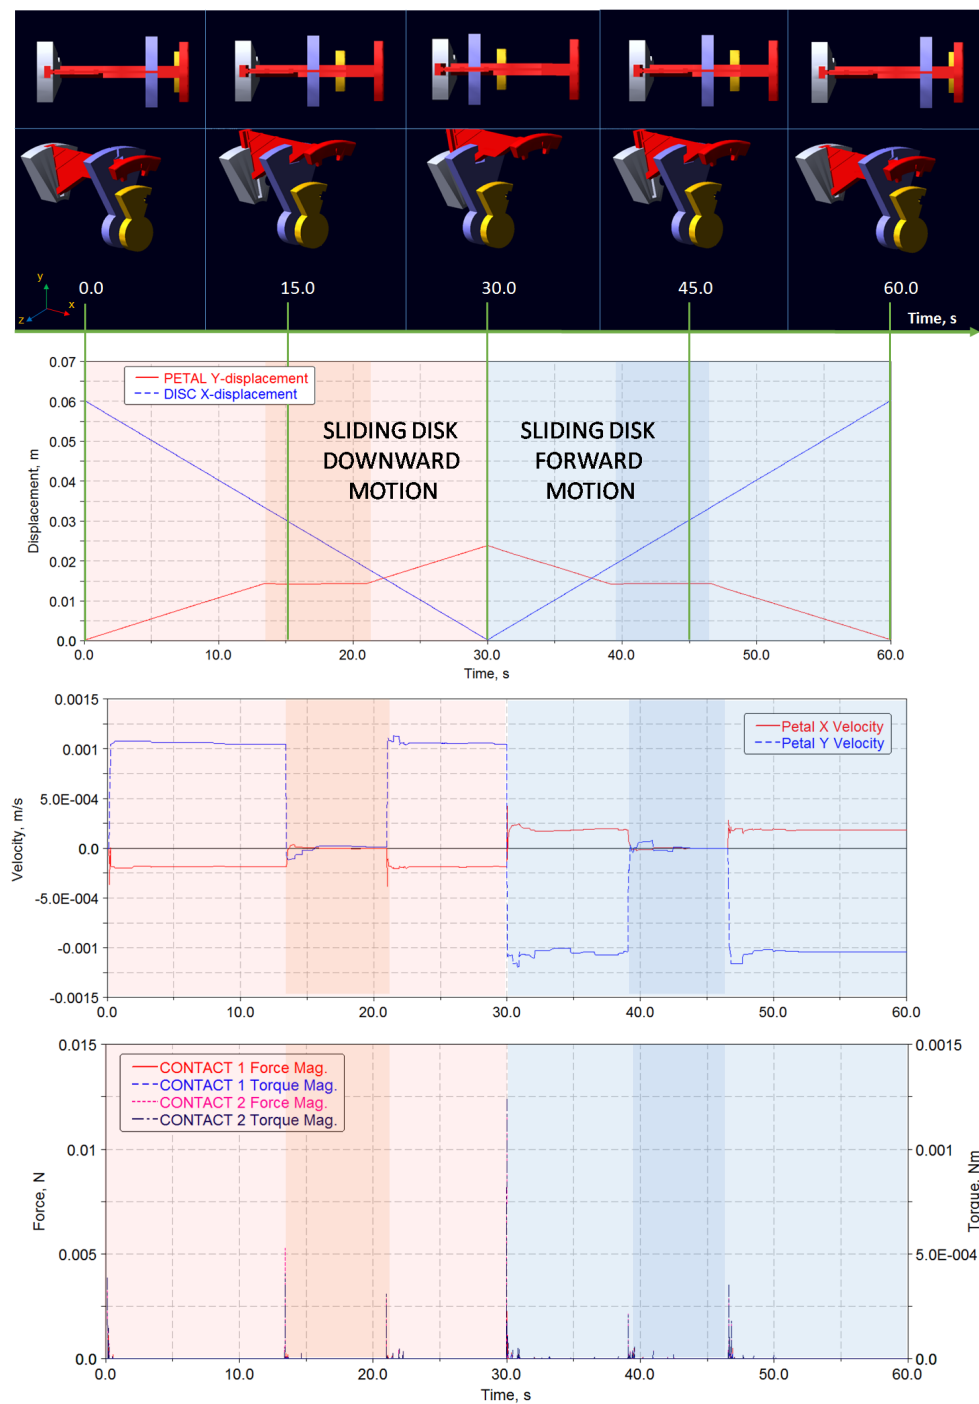 0.0 15.0 30.0 45.0 60.0
y
x
z
Time, s
0.07
0.06
0.05
0.04
0.03
0.02
0.01
0.0
Displacement, m
PETAL Y-displacement
DISC X-displacement
SLIDING DISK
DOWNWARD
MOTION
SLIDING DISK
FORWARD
MOTION
0.0 10.0 20.0 30.0 40.0 50.0 60.0
Time, s
0.0015
0.001
5.0E-004
0.0
-5.0E-004
-0.001
-0.0015
Velocity, m/s
Petal X Velocity
Petal Y Velocity
0.0 10.0 20.0 30.0 40.0 50.0 60.0
0.015
0.01
0.005
0.0
Force, N
CONTACT 1 Force Mag.
CONTACT 1 Torque Mag.
CONTACT 2 Force Mag.
CONTACT 2 Torque Mag.
0.0015
0.001
5.0E-004
0.0
Torque, Nm
0.0 10.0 20.0 30.0 40.0 50.0 60.0
Time, s